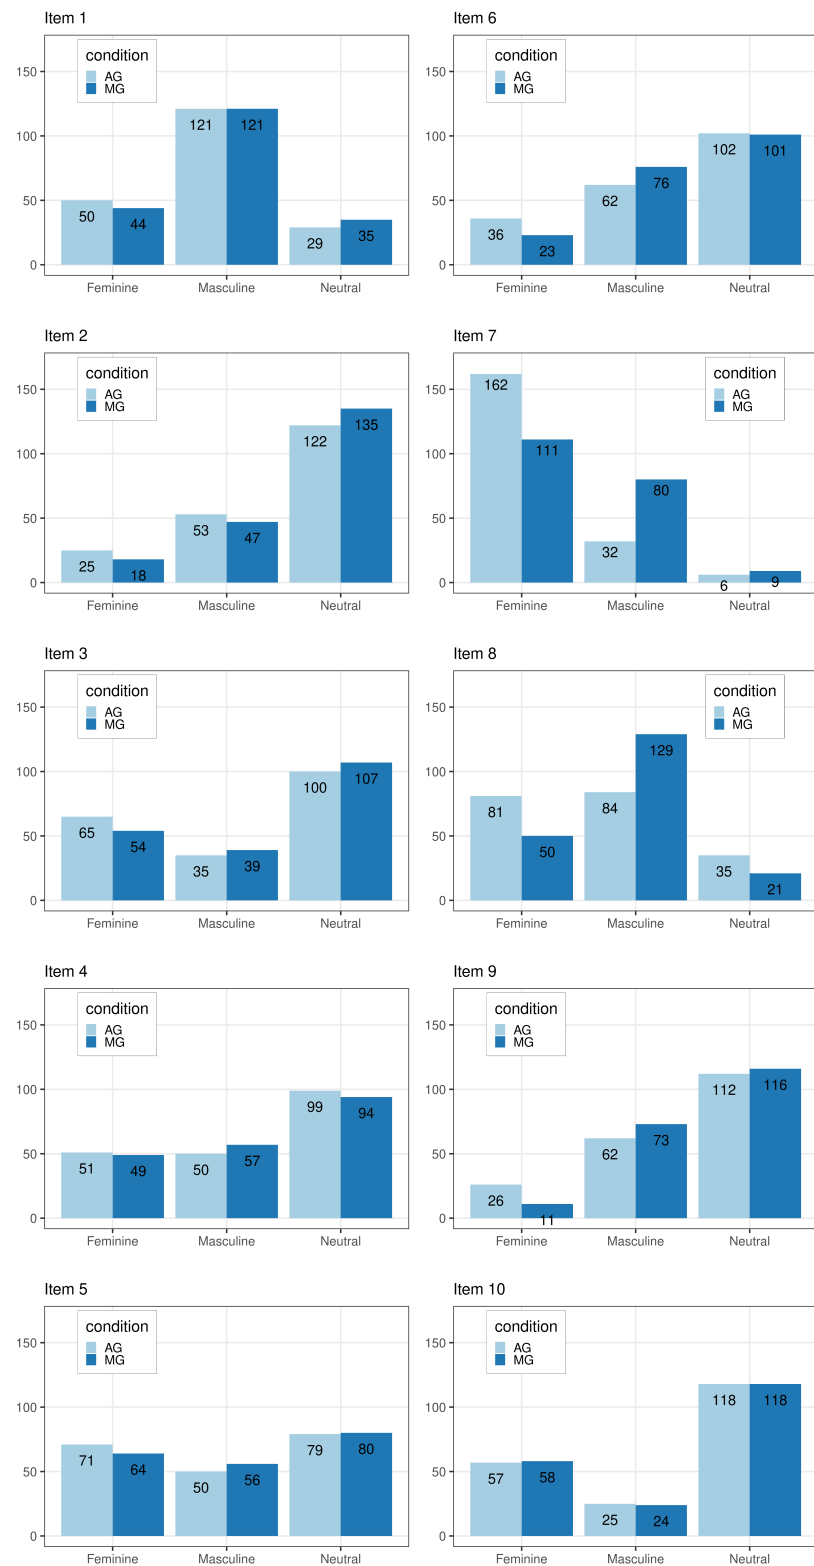 Item 1
condition
AG
MG
150
100
50
0
50
44
121
121
29
35
Feminine Masculine Neutral
Item 6
condition
AG
MG
150
100
50
0
36
23
62
76
102
101
Feminine Masculine Neutral
Item 2
condition
AG
MG
150
100
50
0
25
18
53
47
122
135
Feminine Masculine Neutral
Item 7
condition
AG
MG
150
100
50
0
162
111
32
80
6
9
Feminine Masculine Neutral
Item 3
condition
AG
MG
150
100
50
0
65
54
35
39
100
107
Feminine Masculine Neutral
Item 8
condition
AG
MG
150
100
50
0
81
50
84
129
35
21
Feminine Masculine Neutral
Item 4
condition
AG
MG
150
100
50
0
51
49
50
57
99
94
Feminine Masculine Neutral
Item 9
condition
AG
MG
150
100
50
0
26
11
62
73
112
116
Feminine Masculine Neutral
Item 5
condition
AG
MG
150
100
50
0
71
64
50
56
79
80
Feminine Masculine Neutral
Item 10
condition
AG
MG
150
100
50
0
57
58
25
24
118
118
Feminine Masculine Neutral